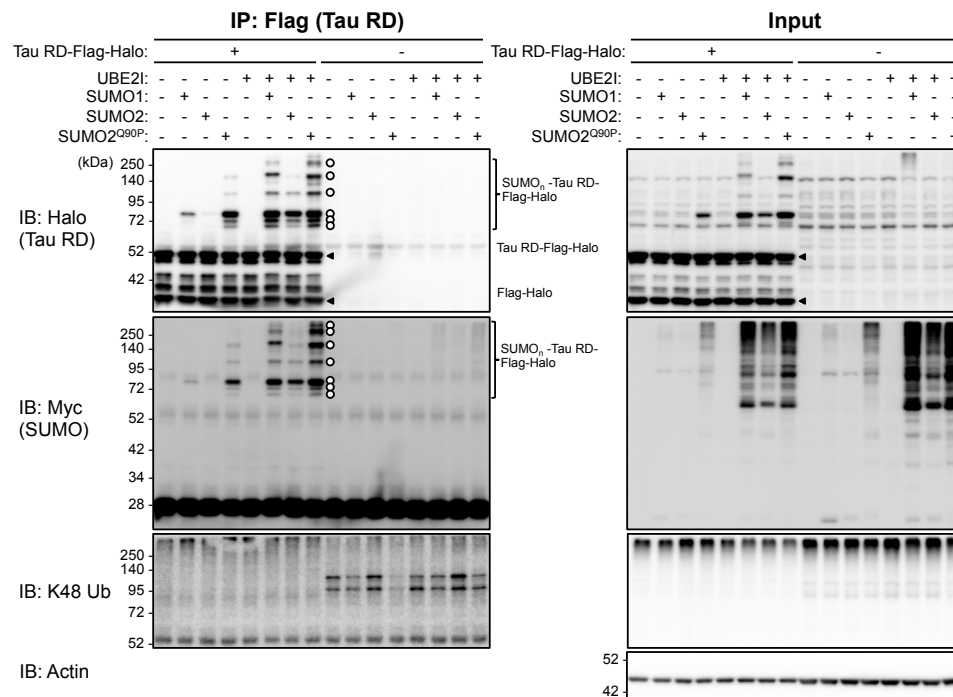 IP: Flag (Tau RD)
Input
Tau RD-Flag-Halo: + -
Tau RD-Flag-Halo: + -
UBE2I: - - - - + + + + - - - - + + + +
UBE2I: - - - - + + + + - - - - + + + +
SUMO1: - + - - - + - - - + - - - + - -
SUMO1: - + - - - + - - - + - - - + - -
SUMO2: - - + - - - + - - - + - - - + -
SUMO2: - - + - - - + - - - + - - - + -
SUMO2Q90P: - - - + - - - + - - - + - - - +
SUMO2Q90P: - - - + - - - + - - - + - - - +
(kDa)
IB: Halo
(Tau RD)
250
140
95
72
52
42
SUMOn -Tau RD-
Flag-Halo
Tau RD-Flag-Halo
Flag-Halo
IB: Myc
(SUMO)
250
140
95
72
52
42
34
28
SUMOn -Tau RD-
Flag-Halo
IB: K48 Ub
250
140
95
72
52
IB: Actin
52
42